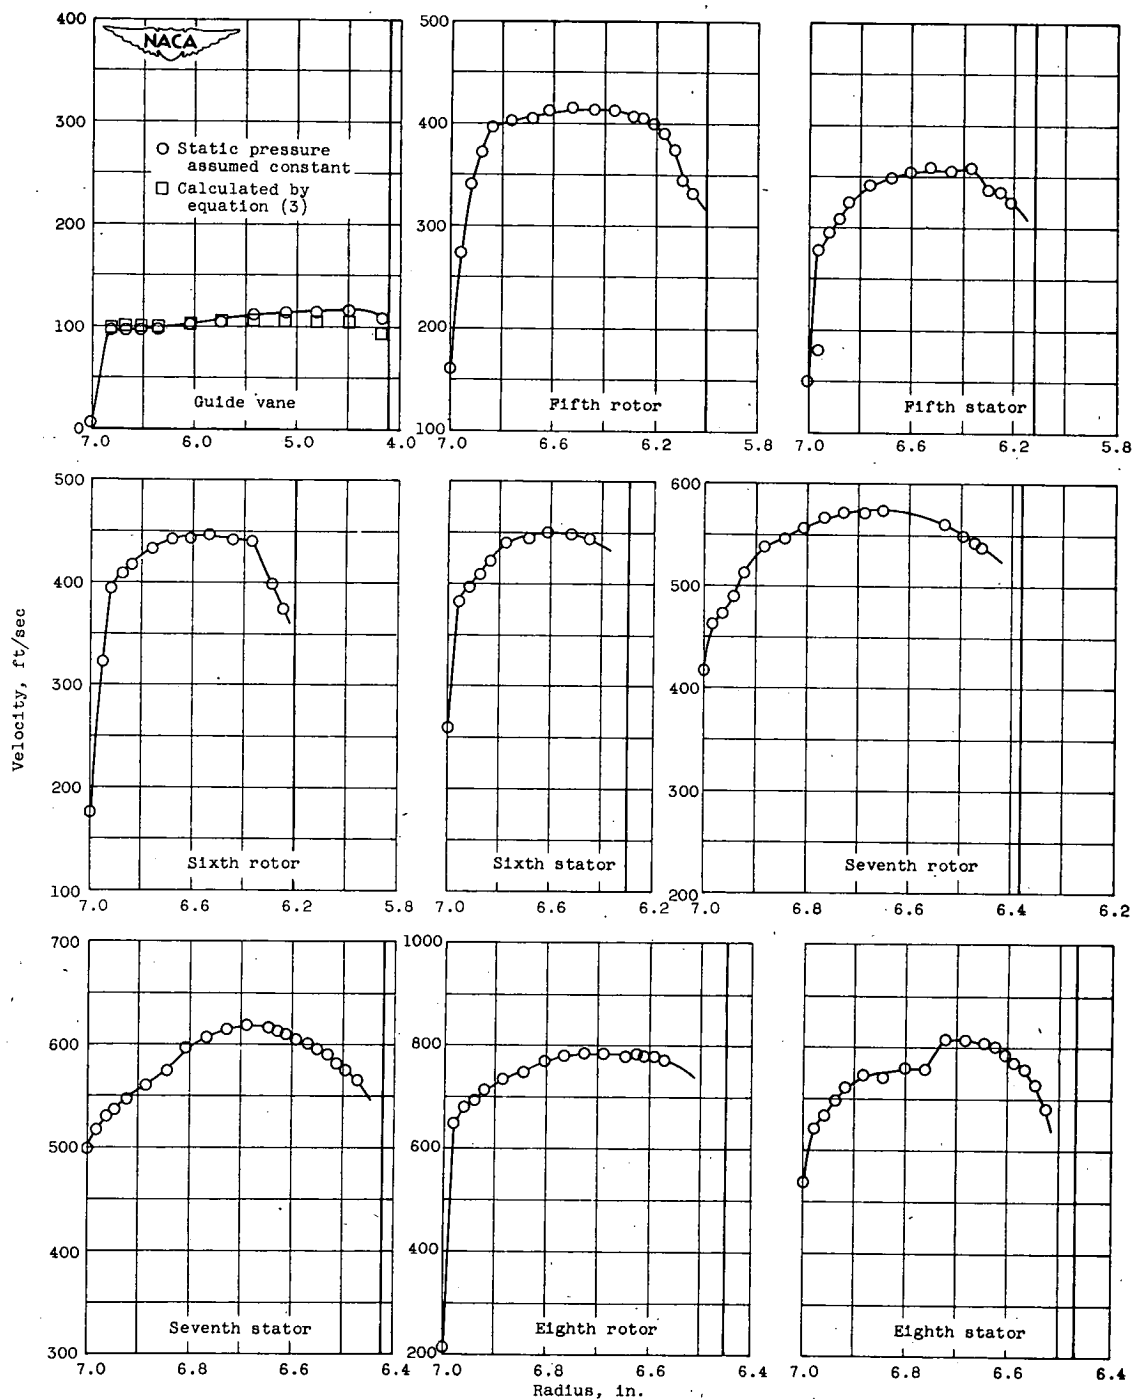 NACA
400
300
200
100
0
Static pressure
assumed constant
Calculated by
equation (3)
Guide vane
7.0 6.0 5.0 4.0
500
400
300
200
100
Fifth rotor
7.0 6.6 6.2 5.8
Fifth stator
7.0 6.6 6.2 5.8
Velocity, ft/sec
500
400
300
200
100
Sixth rotor
7.0 6.6 6.2 5.8
Sixth stator
7.0 6.6 6.2
600
500
400
300
200
Seventh rotor
7.0 6.8 6.6 6.4 6.2
700
600
500
400
300
Seventh stator
7.0 6.8 6.6 6.4
1000
800
600
400
200
Eighth rotor
7.0 6.8 6.6 6.4
Eighth stator
7.0 6.8 6.6 6.4
Radius, in.